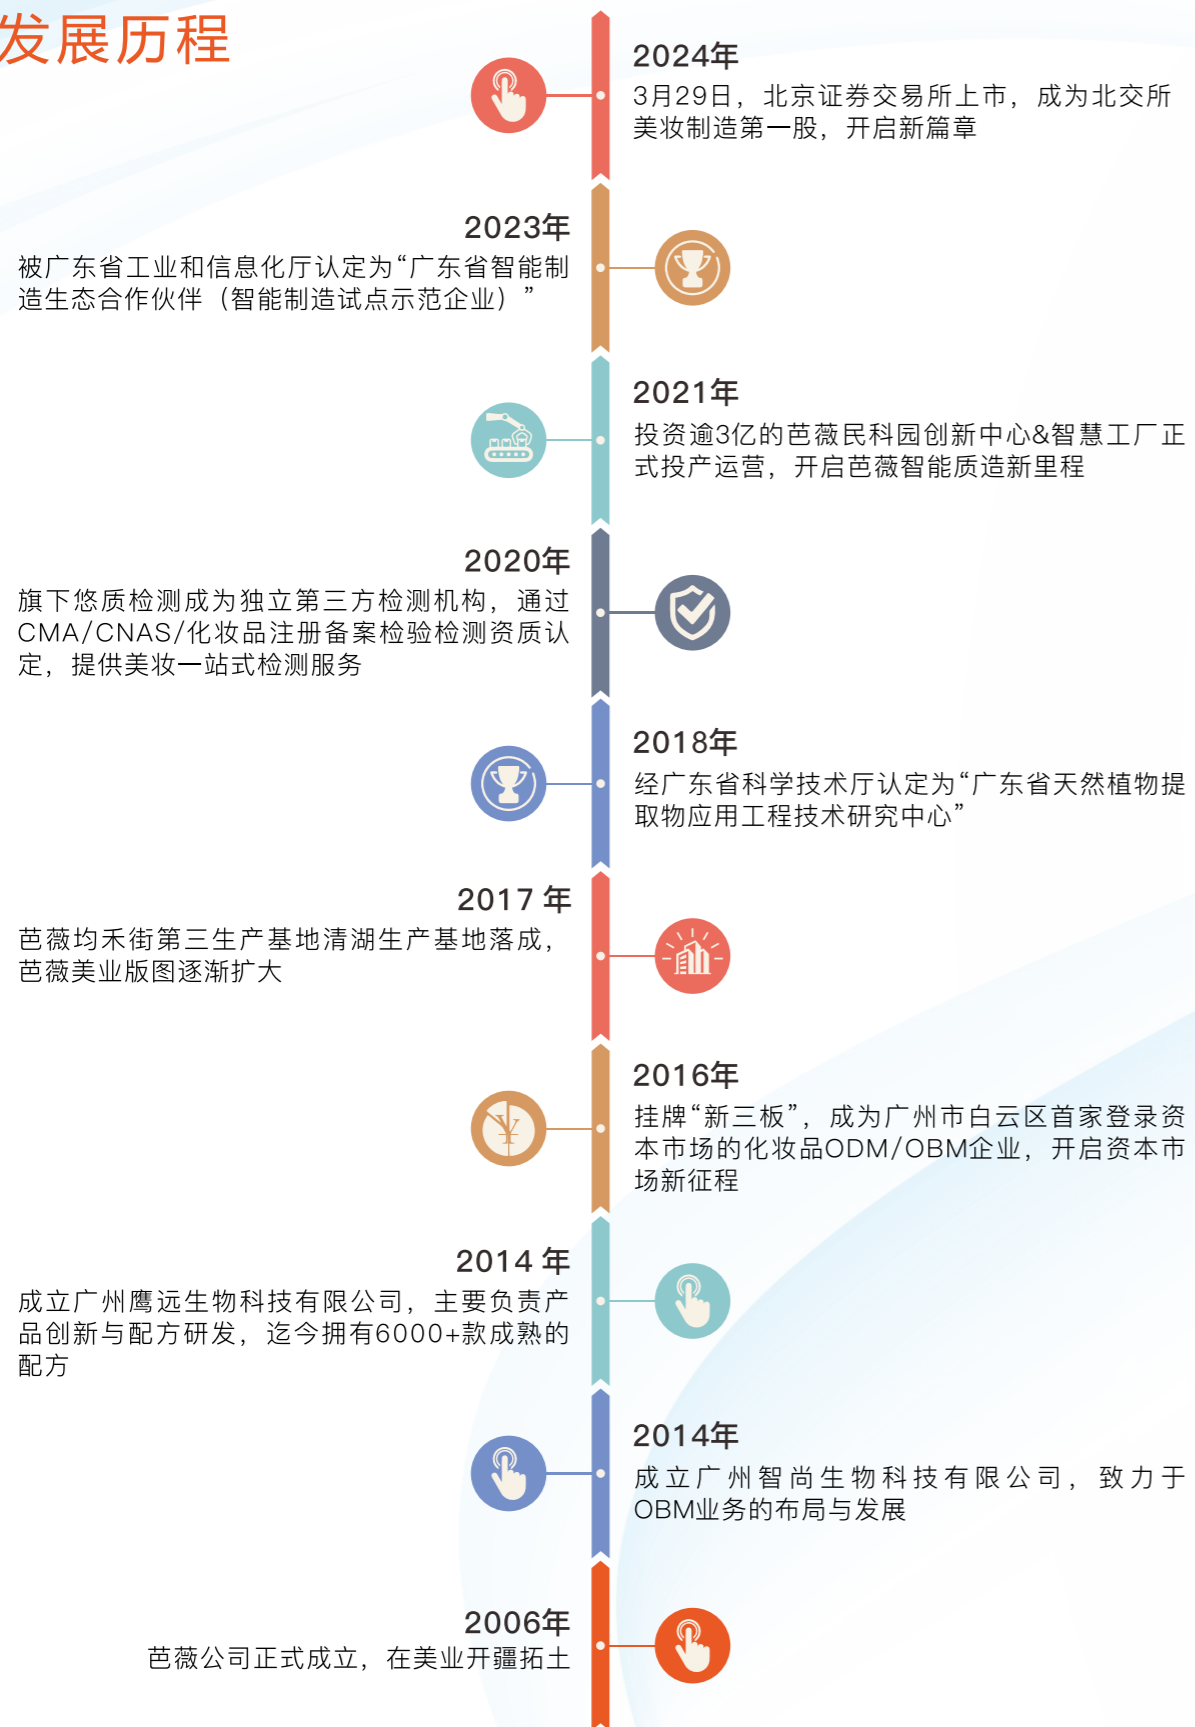 发展历程
2024年
3月29日，北京证券交易所上市，成为北交所
美妆制造第一股，开启新篇章
2023年
被广东省工业和信息化厅认定为“广东省智能制
造生态合作伙伴（智能制造试点示范企业）”
2021年
投资逾3亿的芭薇民科园创新中心&智慧工厂正
式投产运营，开启芭薇智能质造新里程
2020年
旗下悠质检测成为独立第三方检测机构，通过
CMA/CNAS/化妆品注册备案检验检测资质认
定，提供美妆一站式检测服务
2018年
经广东省科学技术厅认定为“广东省天然植物提
取物应用工程技术研究中心”
2017 年
芭薇均禾街第三生产基地清湖生产基地落成，
芭薇美业版图逐渐扩大
2016年
挂牌“新三板”，成为广州市白云区首家登录资
本市场的化妆品ODM/OBM企业，开启资本市
场新征程
2014 年
成立广州鹰远生物科技有限公司，主要负责产
品创新与配方研发，迄今拥有6000+款成熟的
配方
2014年
成立广州智尚生物科技有限公司，致力于
OBM业务的布局与发展
2006年
芭薇公司正式成立，在美业开疆拓土